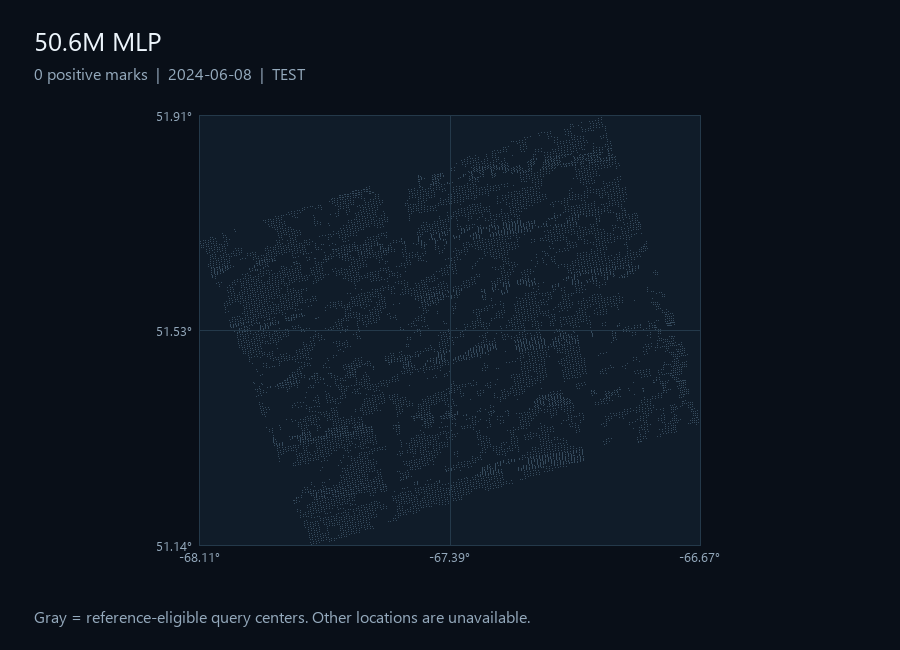 50.6M MLP
0 positive marks | 2024-06-08 | TEST
51.91°
51.53°
51.14°
-68.11°
-67.39°
-66.67°
Gray = reference-eligible query centers. Other locations are unavailable.